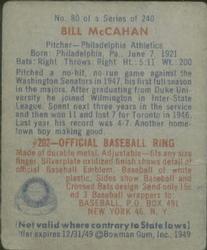 No. 80 of a Series of 240
BILL McCAHAN
Pitcher—Philadelphia Athletics
Born: Philadelphia, Pa., June 7, 1921
Bats: Right Throws: Right Ht.: 5:11 Wt.: 200
Pitched a no-hit, no-run game against the
Washington Senators in 1947, his first full season
in the majors. After graduating from Duke Uni-
versity he pitched for Wilmington in Inter-State
League. Spent next three years in the service
and then won 11 and lost 7 for Toronto in 1946.
Last year, his record was 4-7. Another home-
town boy making good.
#202—OFFICIAL BASEBALL RING
Made of durable metal. Adjustable—fits any size
finger. Silverplate oxidized finish shows detail of
official Baseball Emblem. Baseball of white
plastic. Sides show Baseball and
Crossed Bats design. Send only 15c
and 3 Baseball wrappers to:
BASEBALL, P.O. BOX 491
NEW YORK 46, N. Y.
(Not valid where contrary to State laws)
Offer expires 12/31/49 ©Bowman Gum, Inc., 1949